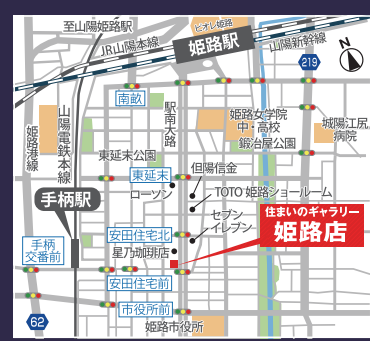 ピオレ姫路
至山陽姫路駅
JR山陽本線
姫路駅
山陽新幹線
N
219
南畝
駅南大路
姫路女学院
中・高校
城陽江尻
病院
鍛冶屋公園
姫路港線
山陽電鉄本線
東延末公園
但陽信金
東延末
ローソン
TOTO 姫路ショールーム
手柄駅
セブン
イレブン
住まいのギャラリー
姫路店
安田住宅北
手柄
交番前
星乃珈琲店
安田住宅前
市役所前
62
姫路市役所